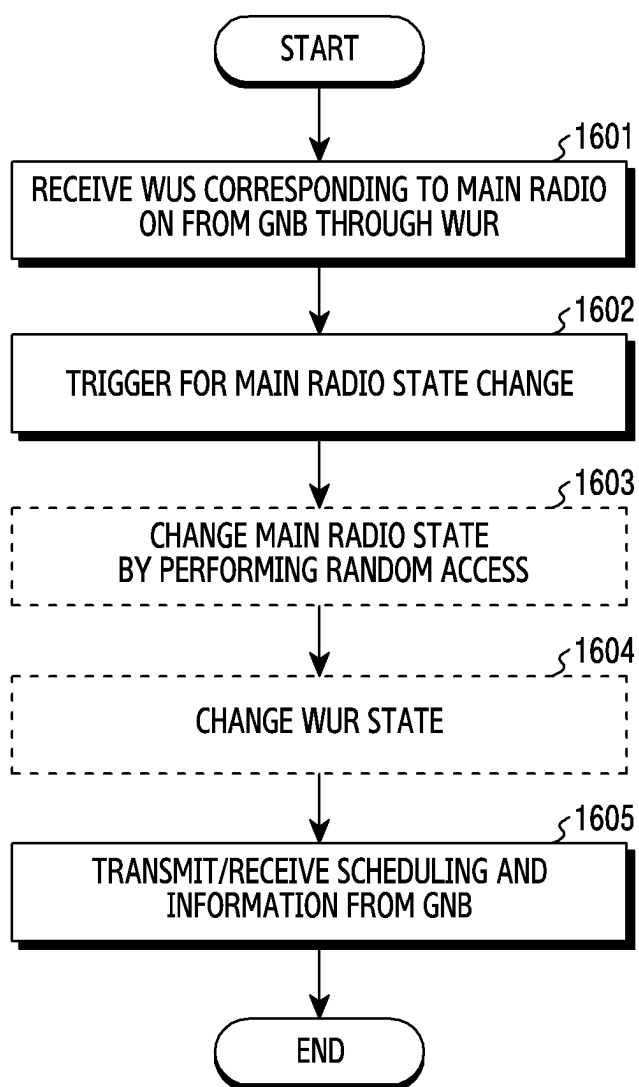 START
1601
RECEIVE WUS CORRESPONDING TO MAIN RADIO
ON FROM GNB THROUGH WUR
1602
TRIGGER FOR MAIN RADIO STATE CHANGE
1603
CHANGE MAIN RADIO STATE
BY PERFORMING RANDOM ACCESS
1604
CHANGE WUR STATE
1605
TRANSMIT/RECEIVE SCHEDULING AND
INFORMATION FROM GNB
END